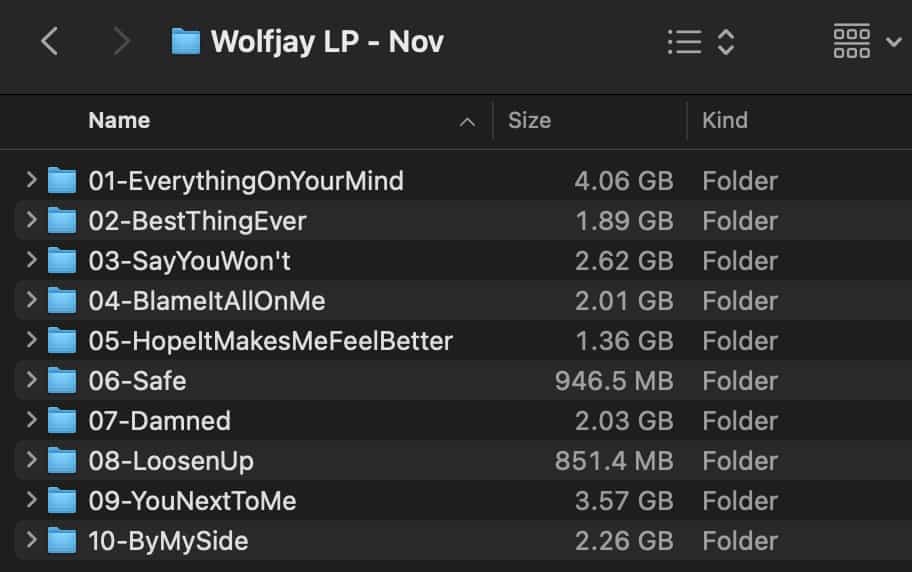 Wolfjay LP - Nov
Name Size Kind
01-EverythingOnYourMind 4.06 GB Folder
02-BestThingEver 1.89 GB Folder
03-SayYouWon't 2.62 GB Folder
04-BlameItAllOnMe 2.01 GB Folder
05-HopeItMakesMeFeelBetter 1.36 GB Folder
06-Safe 946.5 MB Folder
07-Damned 2.03 GB Folder
08-LoosenUp 851.4 MB Folder
09-YouNextToMe 3.57 GB Folder
10-ByMySide 2.26 GB Folder